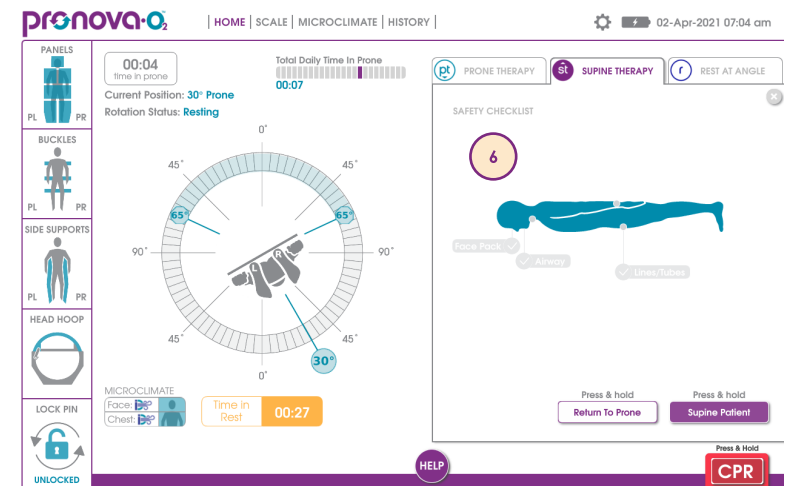 pronova·O2
HOME | SCALE | MICROCLIMATE | HISTORY |
02-Apr-2021 07:04 am
PANELS
PL PR
BUCKLES
PL PR
SIDE SUPPORTS
PL PR
HEAD HOOP
LOCK PIN
UNLOCKED
00:04
time in prone
Total Daily Time In Prone
00:07
Current Position: 30° Prone
Rotation Status: Resting
0°
45° 45°
65° 65°
90° 90°
L R
45° 45°
30°
0°
MICROCLIMATE
Face:
Chest:
Time in
Rest
00:27
pt PRONE THERAPY
st SUPINE THERAPY
r REST AT ANGLE
SAFETY CHECKLIST
6
Face Pack
Airway
Lines/Tubes
Press & hold
Return To Prone
Press & hold
Supine Patient
HELP
Press & Hold
CPR